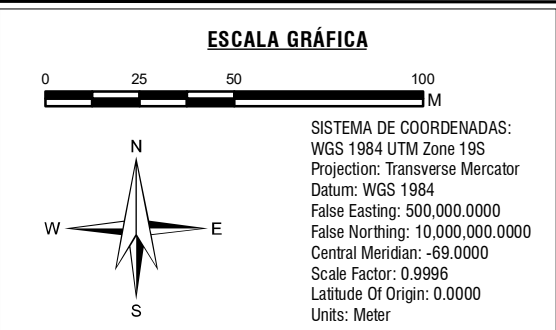 ESCALA GRÁFICA
0 25 50 100
M
N
W E
S
SISTEMA DE COORDENADAS:
WGS 1984 UTM Zone 19S
Projection: Transverse Mercator
Datum: WGS 1984
False Easting: 500,000.0000
False Northing: 10,000,000.0000
Central Meridian: -69.0000
Scale Factor: 0.9996
Latitude Of Origin: 0.0000
Units: Meter